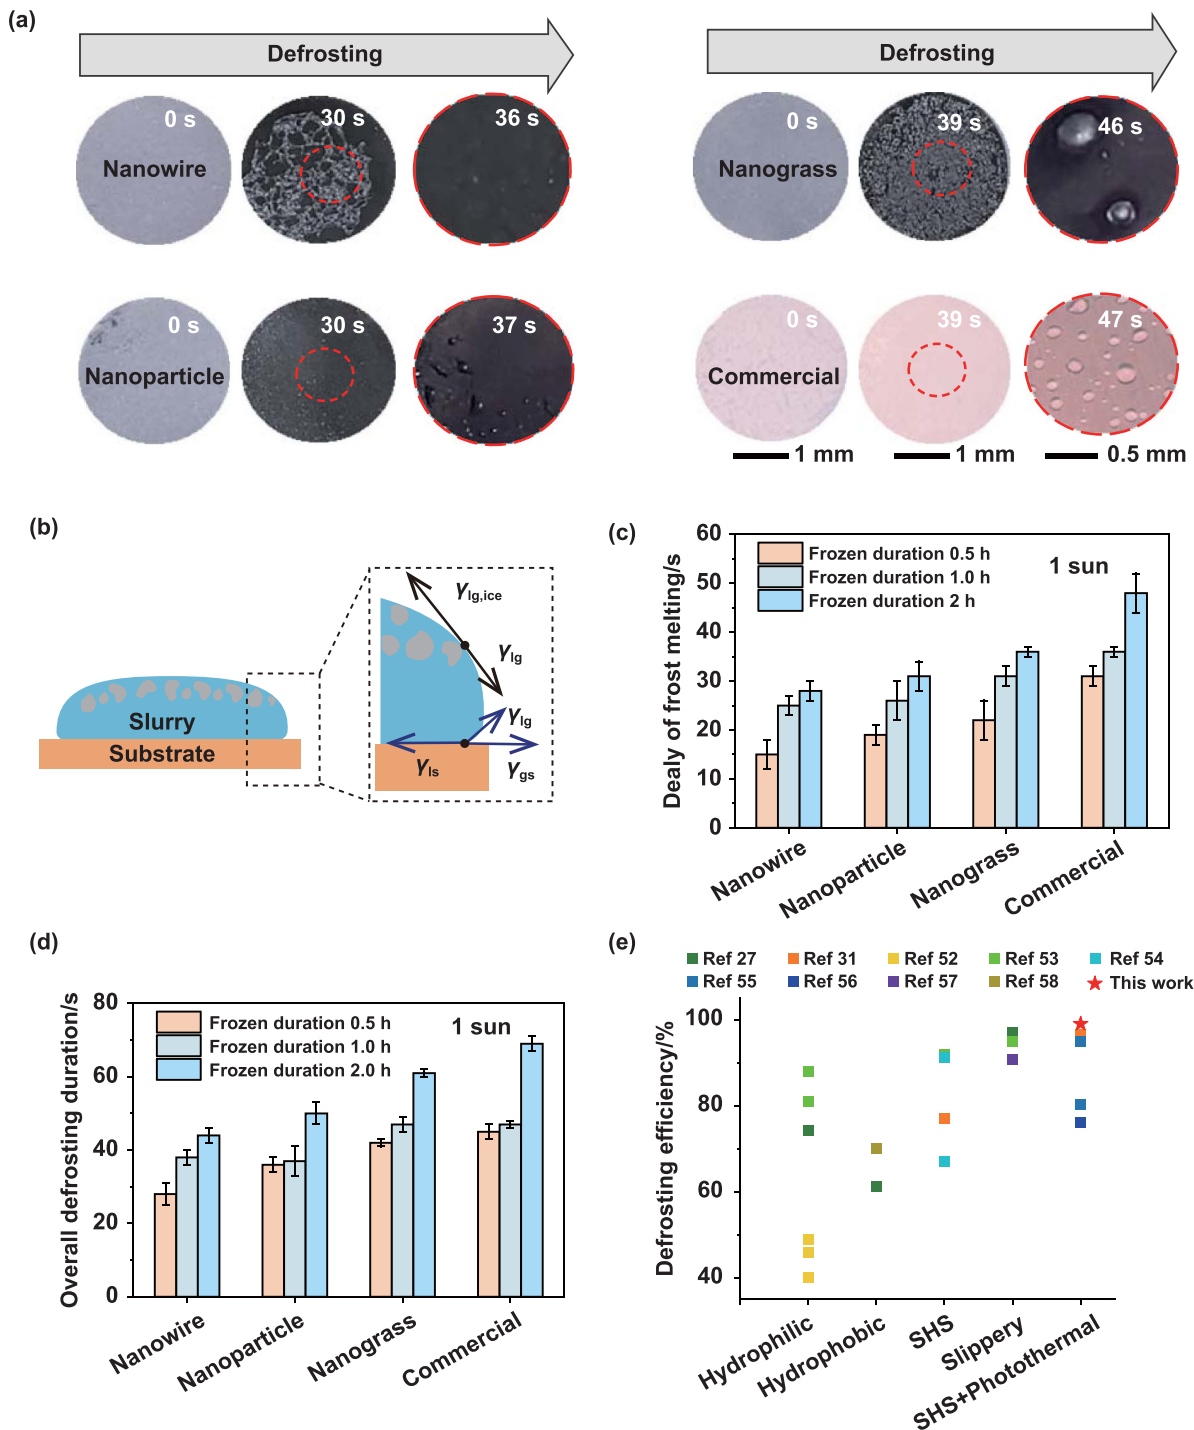 (a)
Defrosting
Defrosting
0 s
30 s
36 s
Nanowire
0 s
39 s
46 s
Nanograss
0 s
30 s
37 s
Nanoparticle
0 s
39 s
47 s
Commercial
1 mm
1 mm
0.5 mm
(b)
γlg,ice
γlg
γlg
γls
γgs
Slurry
Substrate
(c)
Dealy of frost melting/s
60
50
40
30
20
10
0
Frozen duration 0.5 h
Frozen duration 1.0 h
Frozen duration 2 h
1 sun
Nanowire
Nanoparticle
Nanograss
Commercial
(d)
Overall defrosting duration/s
80
60
40
20
0
Frozen duration 0.5 h
Frozen duration 1.0 h
Frozen duration 2.0 h
1 sun
Nanowire
Nanoparticle
Nanograss
Commercial
(e)
Ref 27
Ref 31
Ref 52
Ref 53
Ref 54
Ref 55
Ref 56
Ref 57
Ref 58
This work
Defrosting efficiency/%
100
80
60
40
Hydrophilic
Hydrophobic
SHS
Slippery
SHS+Photothermal